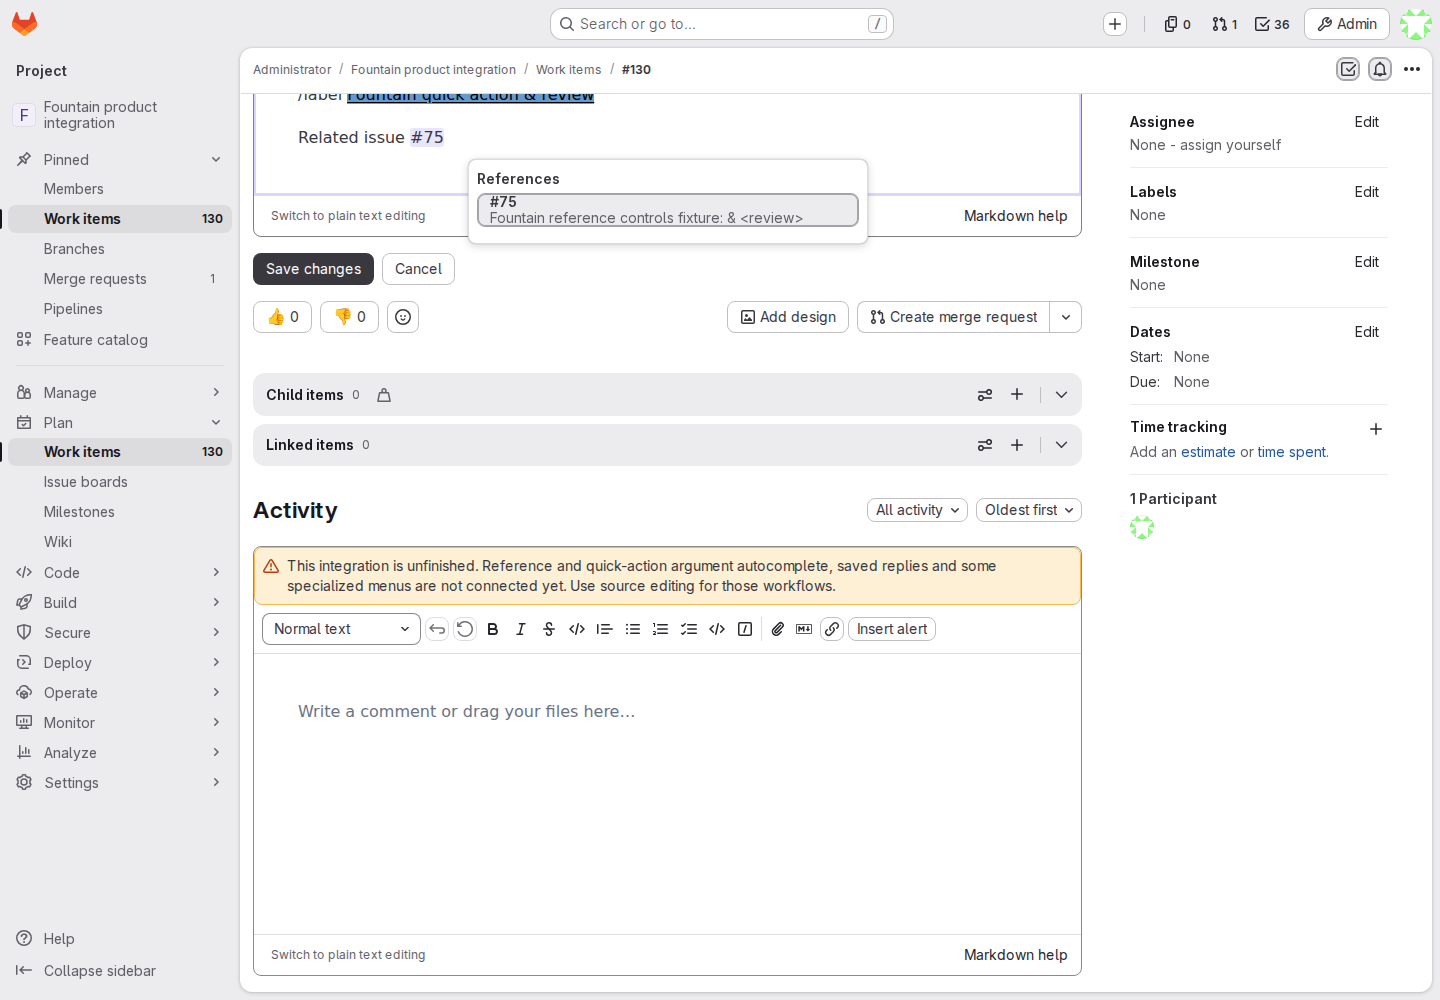 Search or go to...
/
0
1
36
Admin
Project
F
Fountain product integration
Pinned
Members
Work items 130
Branches
Merge requests 1
Pipelines
Feature catalog
Manage
Plan
Work items 130
Issue boards
Milestones
Wiki
Code
Build
Secure
Deploy
Operate
Monitor
Analyze
Settings
Help
Collapse sidebar
Administrator / Fountain product integration / Work items / #130
/label Fountain quick action & review
Related issue #75
References
#75
Fountain reference controls fixture: & <review>
Switch to plain text editing
Markdown help
Save changes
Cancel
👍 0
👎 0
Add design
Create merge request
Child items 0
Linked items 0
Activity
All activity
Oldest first
This integration is unfinished. Reference and quick-action argument autocomplete, saved replies and some
specialized menus are not connected yet. Use source editing for those workflows.
Normal text
Insert alert
Write a comment or drag your files here…
Switch to plain text editing
Markdown help
Assignee Edit
None - assign yourself
Labels Edit
None
Milestone Edit
None
Dates Edit
Start: None
Due: None
Time tracking
Add an estimate or time spent.
1 Participant